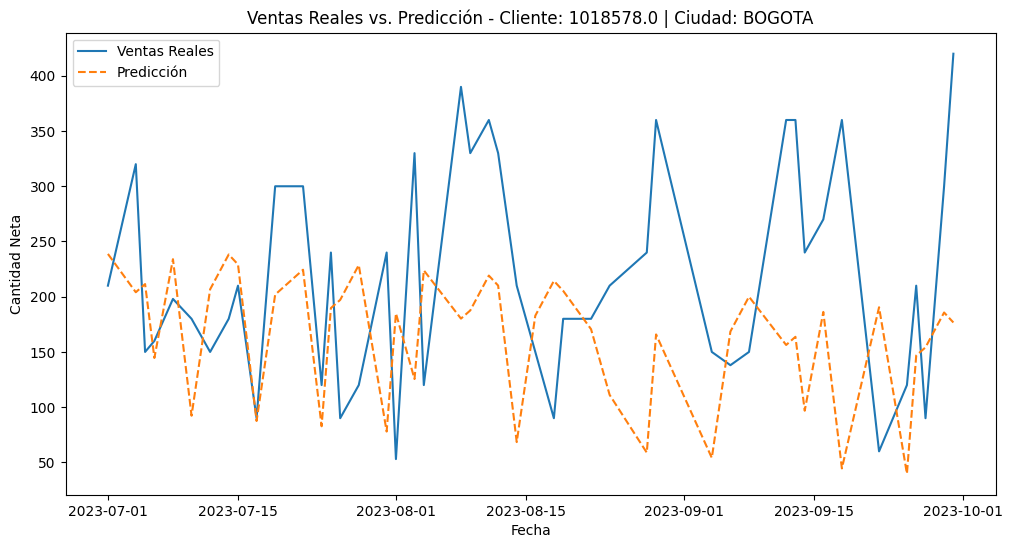 Ventas Reales vs. Predicción - Cliente: 1018578.0 | Ciudad: BOGOTA
Ventas Reales
Predicción
Cantidad Neta
400
350
300
250
200
150
100
50
2023-07-01 2023-07-15 2023-08-01 2023-08-15 2023-09-01 2023-09-15 2023-10-01
Fecha